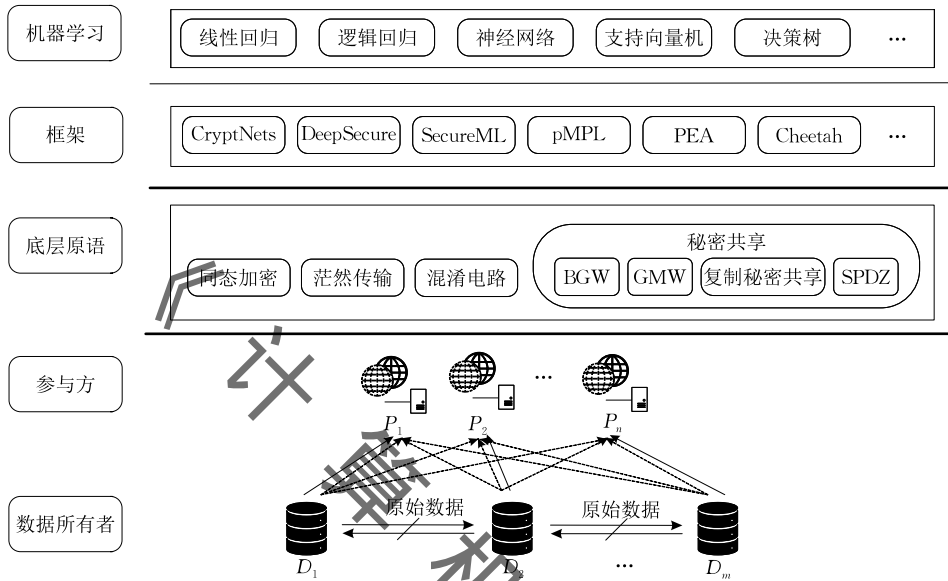 机器学习
线性回归 逻辑回归 神经网络 支持向量机 决策树 …
框架
CryptNets DeepSecure SecureML pMPL PEA Cheetah …
底层原语
秘密共享
同态加密 茫然传输 混淆电路 BGW GMW 复制秘密共享 SPDZ
参与方
…
P₁ P₂ Pₙ
数据所有者
原始数据 原始数据
D₁ D₂ … Dₘ
《计算机